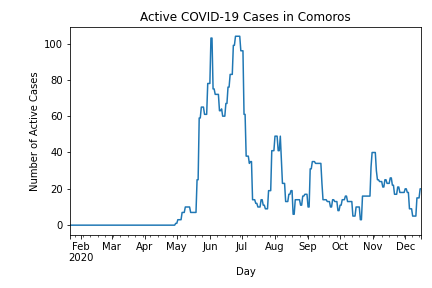 Active COVID-19 Cases in Comoros
Number of Active Cases
100
80
60
40
20
0
Feb Mar Apr May Jun Jul Aug Sep Oct Nov Dec
2020
Day